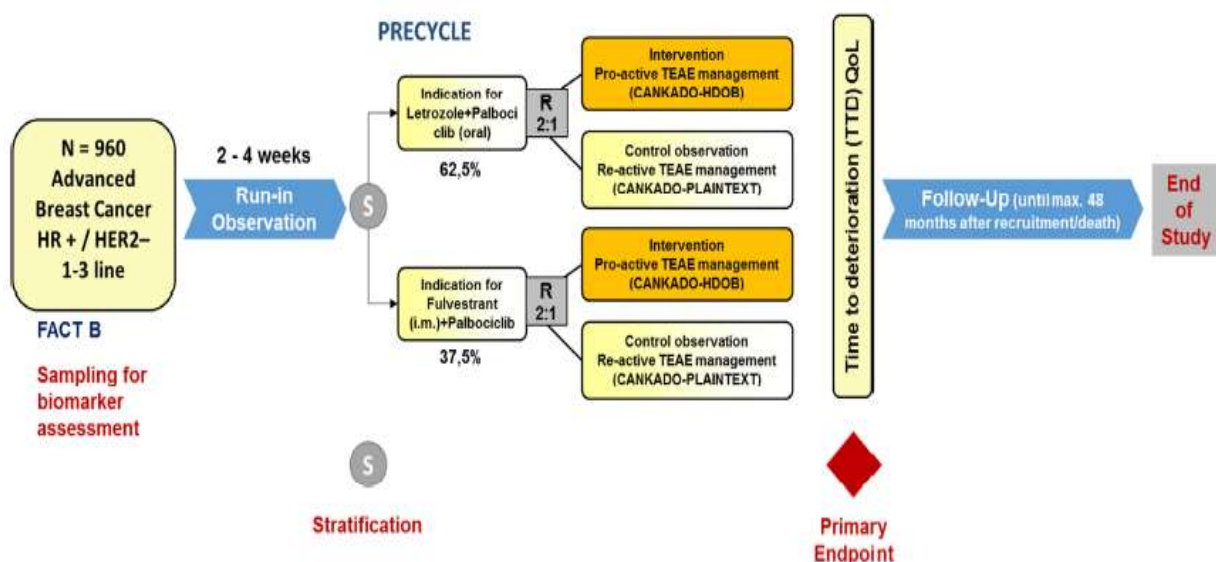 PRECYCLE
N = 960
Advanced
Breast Cancer
HR + / HER2–
1-3 line
FACT B
Sampling for
biomarker
assessment
2 - 4 weeks
Run-in
Observation
S
Indication for
Letrozole+Palboci
clib (oral)
62,5%
R
2:1
Intervention
Pro-active TEAE management
(CANKADO-HDOB)
Control observation
Re-active TEAE management
(CANKADO-PLAINTEXT)
Indication for
Fulvestrant
(i.m.)+Palbociclib
37,5%
R
2:1
Intervention
Pro-active TEAE management
(CANKADO-HDOB)
Control observation
Re-active TEAE management
(CANKADO-PLAINTEXT)
Time to deterioration (TTD) QoL
Follow-Up (until max. 48
months after recruitment/death)
End
of
Study
S
Stratification
Primary
Endpoint